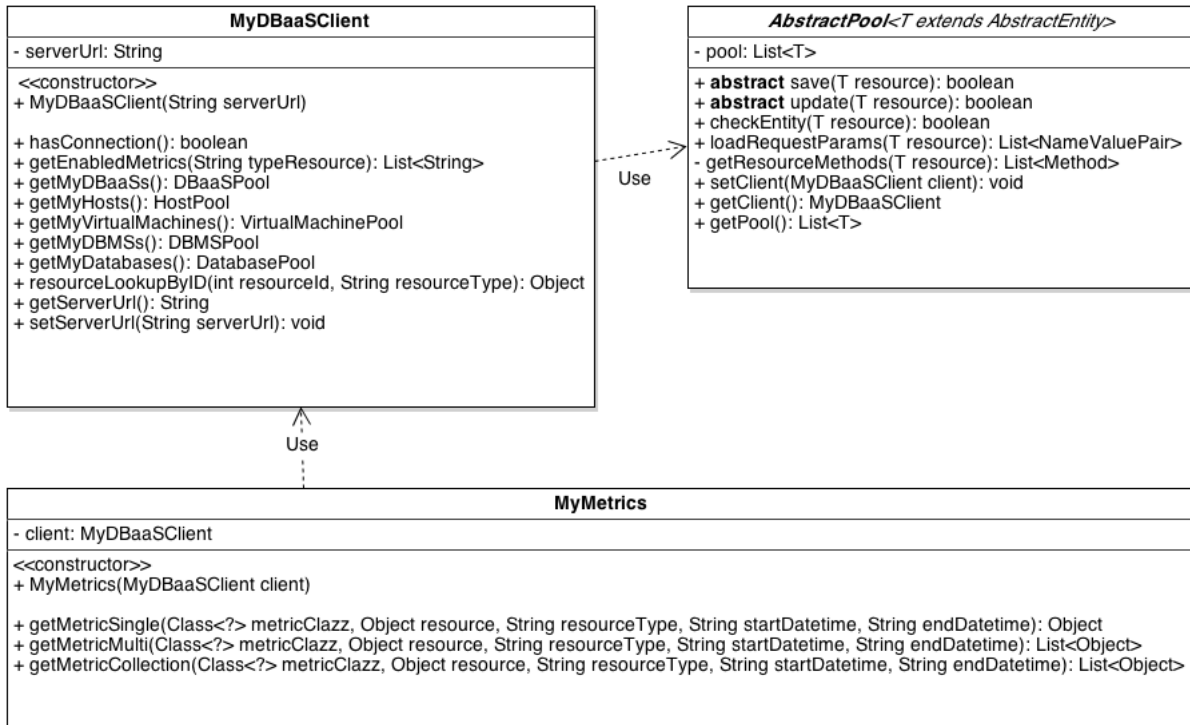 MyDBaaSClient
- serverUrl: String
<<constructor>>
+ MyDBaaSClient(String serverUrl)
+ hasConnection(): boolean
+ getEnabledMetrics(String typeResource): List<String>
+ getMyDBaaSs(): DBaaSPool
+ getMyHosts(): HostPool
+ getMyVirtualMachines(): VirtualMachinePool
+ getMyDBMSs(): DBMSPool
+ getMyDatabases(): DatabasePool
+ resourceLookupByID(int resourceId, String resourceType): Object
+ getServerUrl(): String
+ setServerUrl(String serverUrl): void
Use
AbstractPool<T extends AbstractEntity>
- pool: List<T>
+ abstract save(T resource): boolean
+ abstract update(T resource): boolean
+ checkEntity(T resource): boolean
+ loadRequestParams(T resource): List<NameValuePair>
- getResourceMethods(T resource): List<Method>
+ setClient(MyDBaaSClient client): void
+ getClient(): MyDBaaSClient
+ getPool(): List<T>
Use
MyMetrics
- client: MyDBaaSClient
<<constructor>>
+ MyMetrics(MyDBaaSClient client)
+ getMetricSingle(Class<?> metricClazz, Object resource, String resourceType, String startDatetime, String endDatetime): Object
+ getMetricMulti(Class<?> metricClazz, Object resource, String resourceType, String startDatetime, String endDatetime): List<Object>
+ getMetricCollection(Class<?> metricClazz, Object resource, String resourceType, String startDatetime, String endDatetime): List<Object>